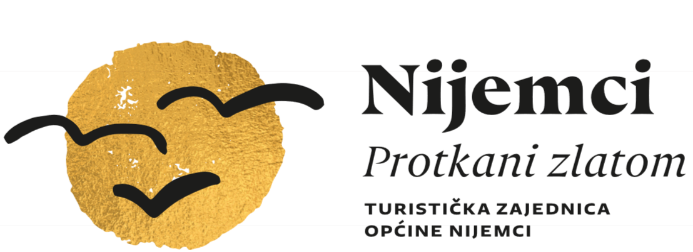 Nijemci
Protkani zlatom
TURISTIČKA ZAJEDNICA
OPĆINE NIJEMCI